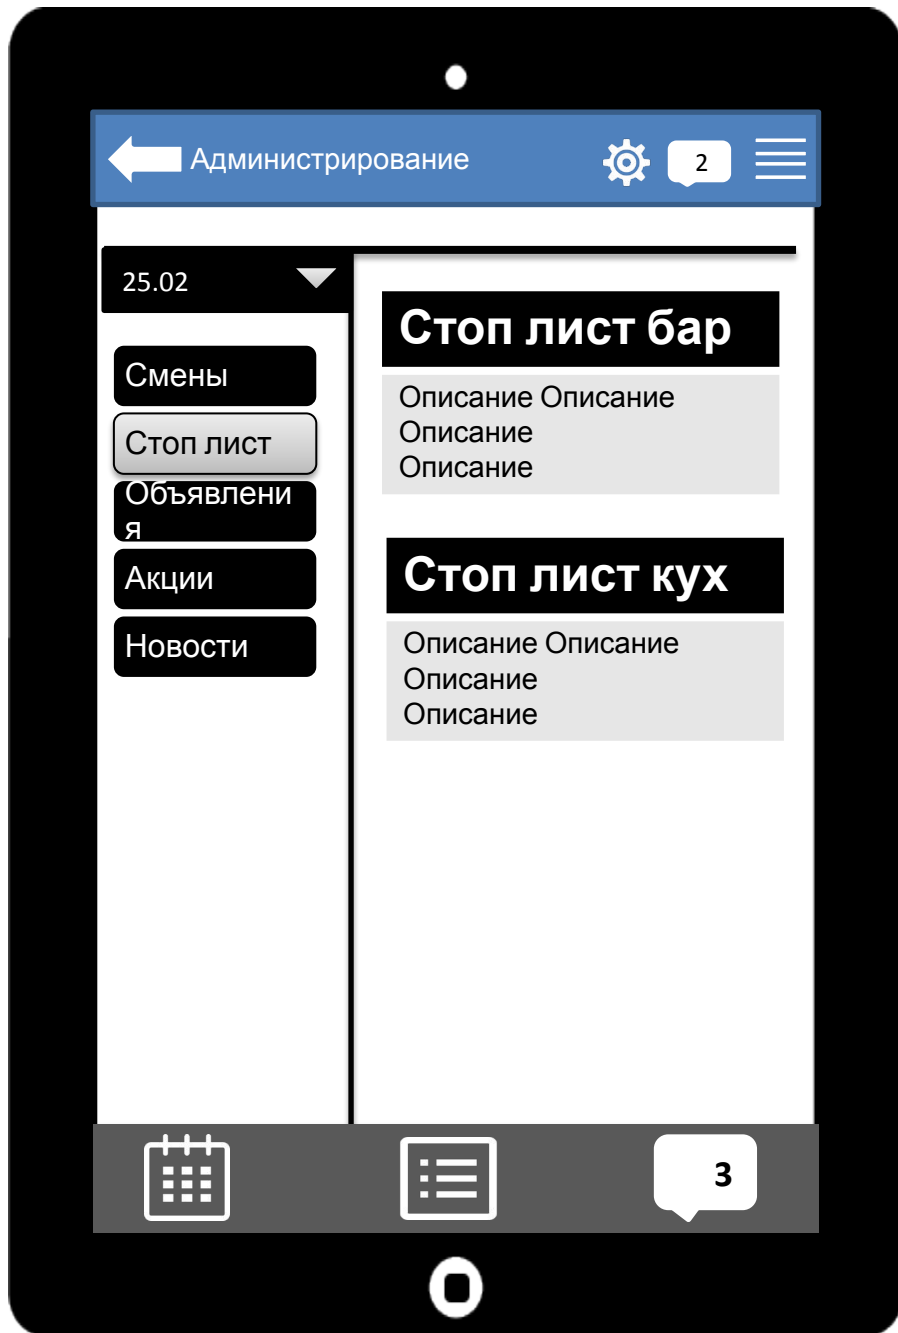 Администрирование
2
25.02
Смены
Стоп лист
Объявлени
я
Акции
Новости
Стоп лист бар
Описание Описание
Описание
Описание
Стоп лист кух
Описание Описание
Описание
Описание
3